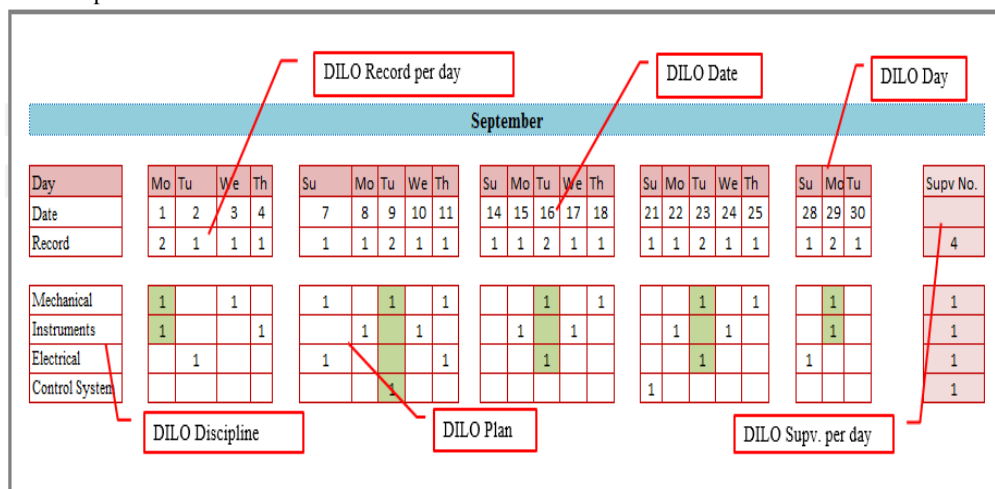 DILO Record per day
DILO Date
DILO Day
September
Day Mo Tu We Th Su Mo Tu We Th Su Mo Tu We Th Su Mo Tu We Th Su Mo Tu Supv No.
Date 1 2 3 4 7 8 9 10 11 14 15 16 17 18 21 22 23 24 25 28 29 30
Record 2 1 1 1 1 1 2 1 1 1 1 2 1 1 1 1 2 1 1 1 2 1 4
Mechanical 1 1 1 1 1 1 1 1 1 1 1
Instruments 1 1 1 1 1 1 1 1 1 1
Electrical 1 1 1 1 1 1 1
Control System 1 1 1
DILO Discipline
DILO Plan
DILO Supv. per day